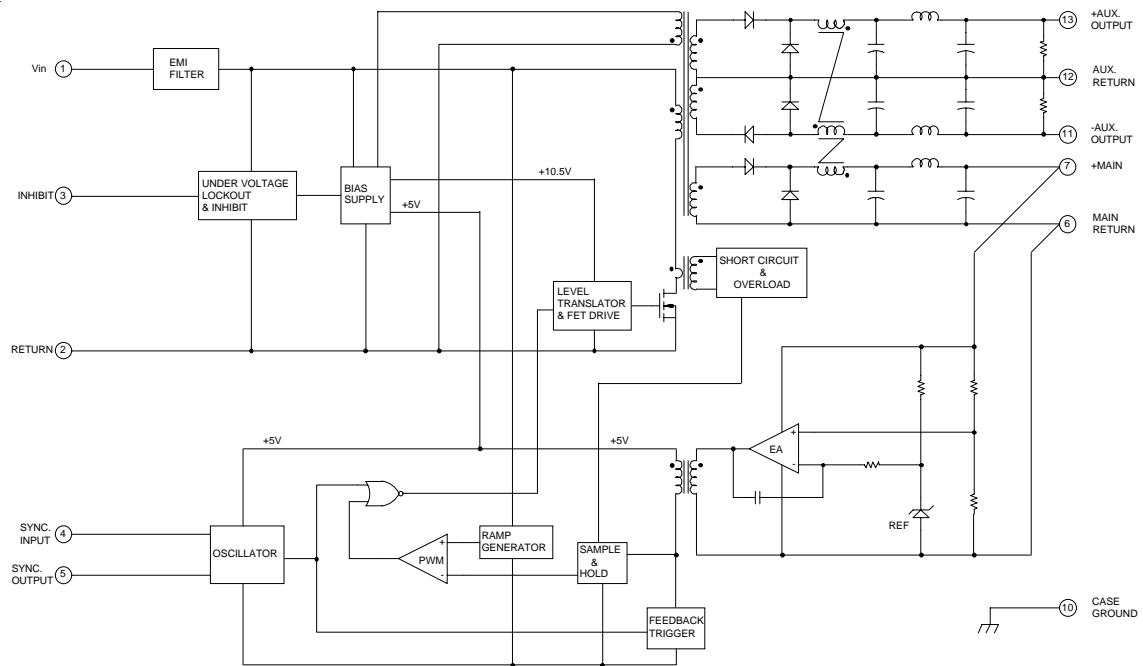 13
+AUX.
OUTPUT
Vin
1
EMI
FILTER
12
AUX.
RETURN
11
-AUX.
OUTPUT
7
+MAIN
INHIBIT
3
UNDER VOLTAGE
LOCKOUT
& INHIBIT
BIAS
SUPPLY
+10.5V
+5V
6
MAIN
RETURN
SHORT CIRCUIT
&
OVERLOAD
LEVEL
TRANSLATOR
& FET DRIVE
RETURN
2
+5V
+5V
+
EA
-
REF
SYNC.
INPUT
4
OSCILLATOR
SYNC.
OUTPUT
5
+
PWM
-
RAMP
GENERATOR
SAMPLE
&
HOLD
FEEDBACK
TRIGGER
10
CASE
GROUND